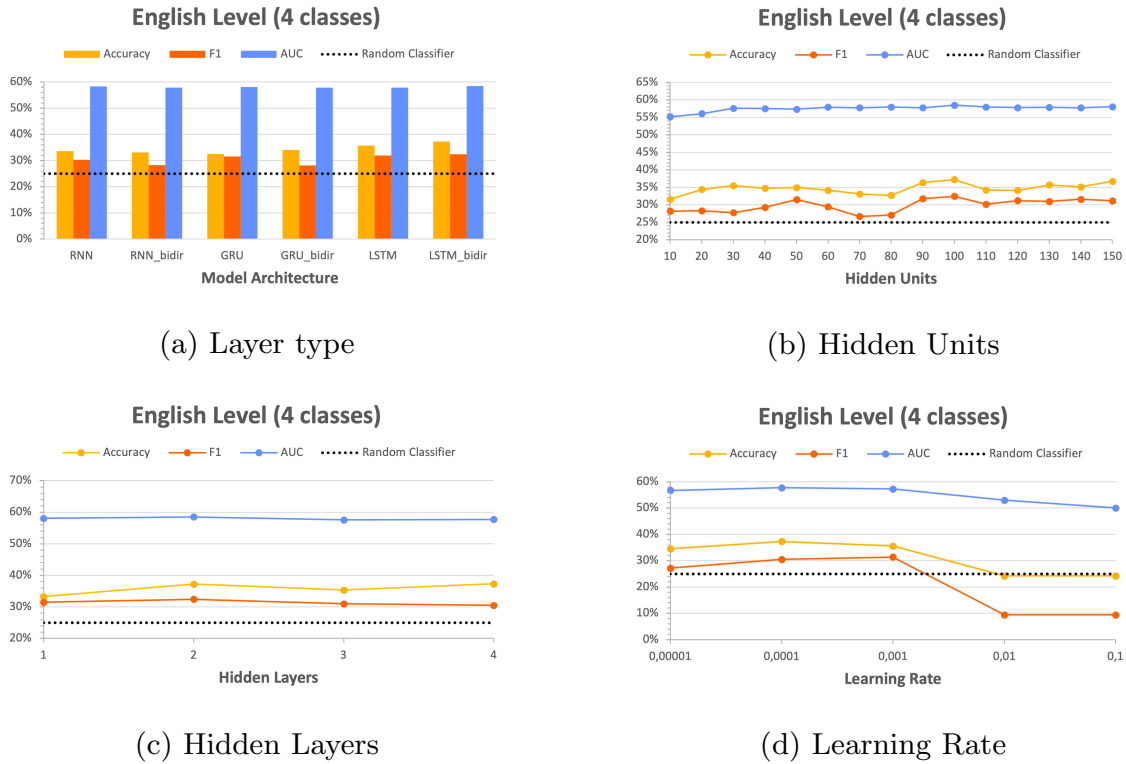 English Level (4 classes)
Accuracy F1 AUC Random Classifier
60%
50%
40%
30%
20%
10%
0%
RNN RNN_bidir GRU GRU_bidir LSTM LSTM_bidir
Model Architecture
(a) Layer type
English Level (4 classes)
Accuracy F1 AUC Random Classifier
65%
60%
55%
50%
45%
40%
35%
30%
25%
20%
10 20 30 40 50 60 70 80 90 100 110 120 130 140 150
Hidden Units
(b) Hidden Units
English Level (4 classes)
Accuracy F1 AUC Random Classifier
70%
60%
50%
40%
30%
20%
1 2 3 4
Hidden Layers
(c) Hidden Layers
English Level (4 classes)
Accuracy F1 AUC Random Classifier
60%
50%
40%
30%
20%
10%
0%
0,00001 0,0001 0,001 0,01 0,1
Learning Rate
(d) Learning Rate